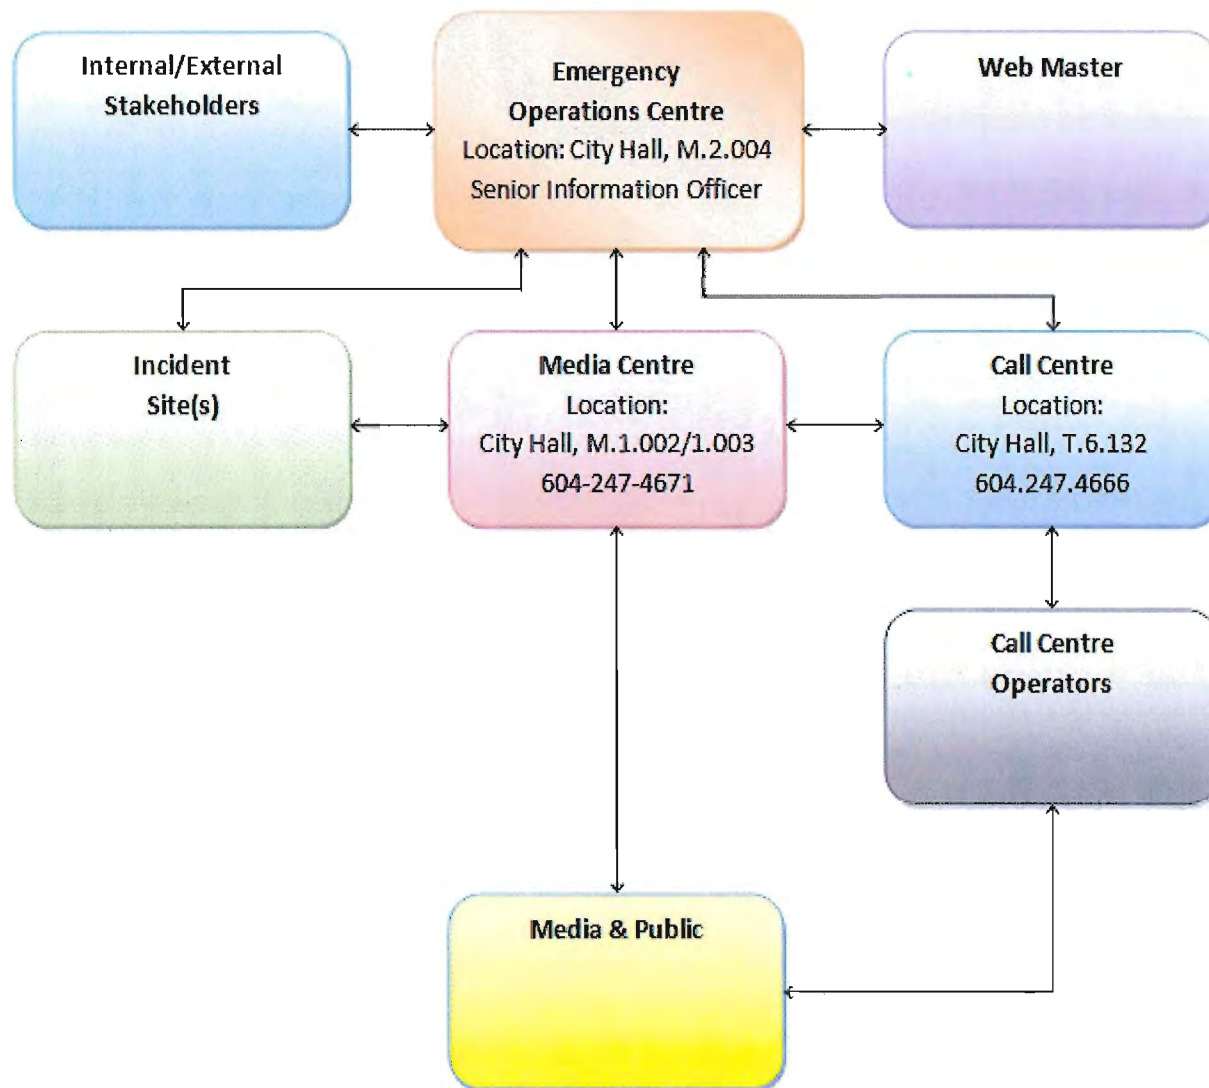 Internal/External
Stakeholders
Emergency
Operations Centre
Location: City Hall, M.2.004
Senior Information Officer
Web Master
Incident
Site(s)
Media Centre
Location:
City Hall, M.1.002/1.003
604-247-4671
Call Centre
Location:
City Hall, T.6.132
604.247.4666
Call Centre
Operators
Media & Public